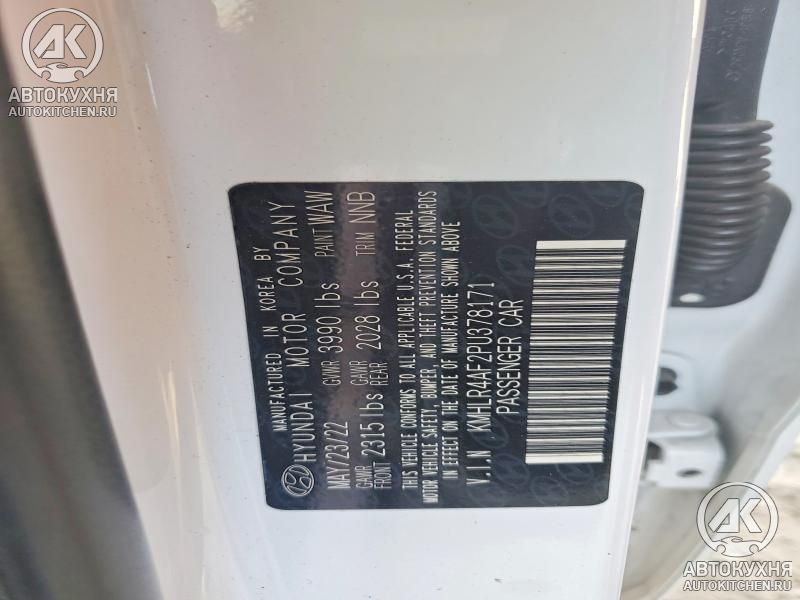 АВТОКУХНЯ
AUTOKITCHEN.RU
MANUFACTURED IN KOREA BY
HYUNDAI MOTOR COMPANY
MAY/23/22 GVWR 3990 lbs PAINT WAW
GAWR FRONT 2315 lbs GAWR REAR 2028 lbs TRIM NNB
THIS VEHICLE CONFORMS TO ALL APPLICABLE U.S.A. FEDERAL
MOTOR VEHICLE SAFETY, BUMPER, AND THEFT PREVENTION STANDARDS
IN EFFECT ON THE DATE OF MANUFACTURE SHOWN ABOVE
V.I.N KMHLR4AF2PU378171
PASSENGER CAR
АВТОКУХНЯ
AUTOKITCHEN.RU